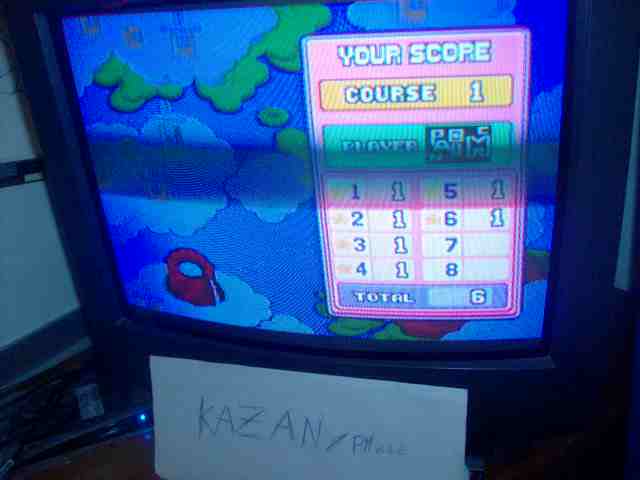 YOUR SCORE
COURSE 1
PLAYER
1 1 5 1
2 1 6 1
3 1 7
4 1 8
TOTAL 6
KAZAN/